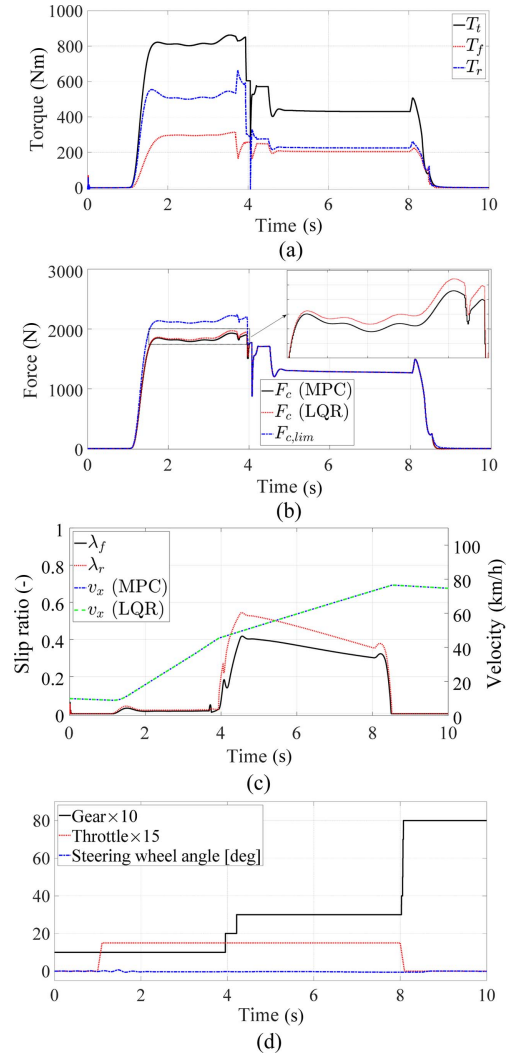 1000
800
600
400
200
0
Torque (Nm)
T_t
T_f
T_r
0 2 4 6 8 10
Time (s)
(a)
3000
2000
1000
0
Force (N)
F_c (MPC)
F_c (LQR)
F_{c,lim}
0 2 4 6 8 10
Time (s)
(b)
1
0.8
0.6
0.4
0.2
0
Slip ratio (-)
λ_f
λ_r
v_x (MPC)
v_x (LQR)
100
80
60
40
20
0
Velocity (km/h)
0 2 4 6 8 10
Time (s)
(c)
80
60
40
20
0
Gear×10
Throttle×15
Steering wheel angle [deg]
0 2 4 6 8 10
Time (s)
(d)